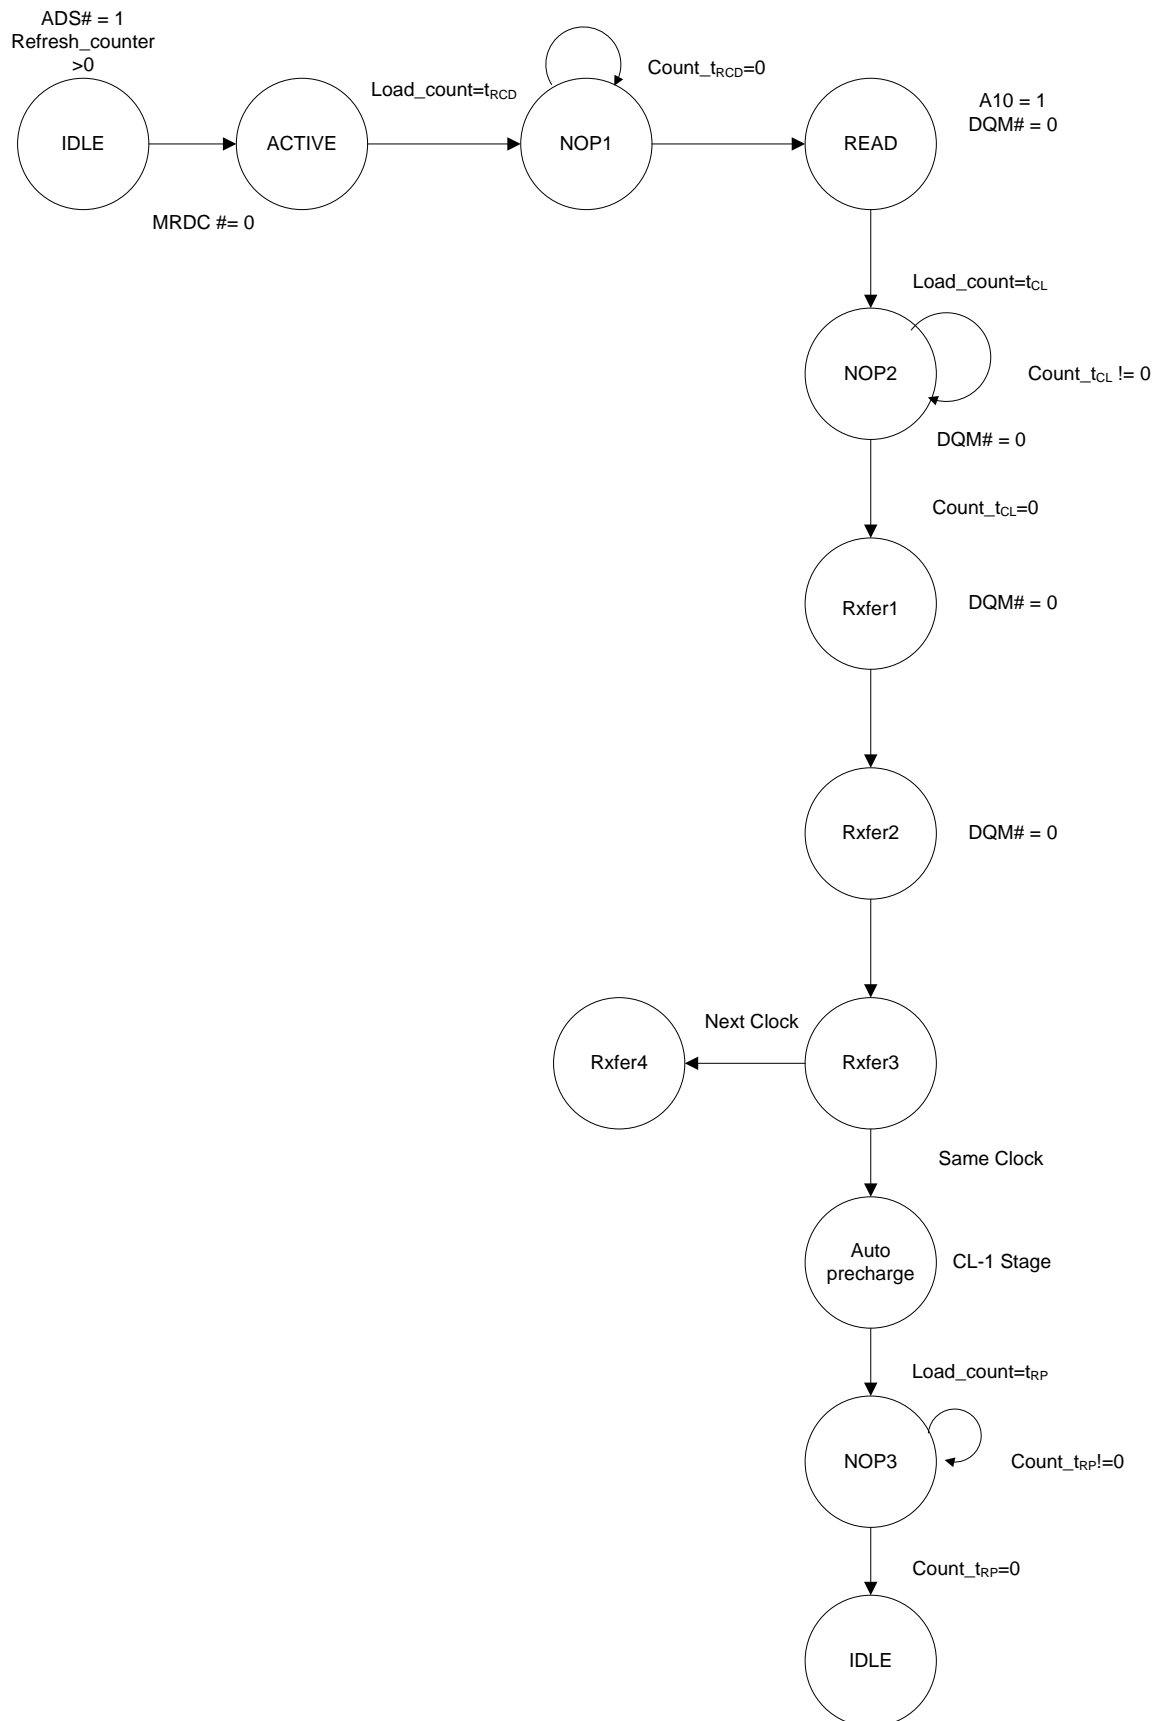 ADS# = 1
Refresh_counter
>0
Load_count=tRCD
Count_tRCD=0
IDLE
ACTIVE
NOP1
READ
A10 = 1
DQM# = 0
MRDC #= 0
Load_count=tCL
NOP2
Count_tCL != 0
DQM# = 0
Count_tCL=0
Rxfer1
DQM# = 0
Rxfer2
DQM# = 0
Next Clock
Rxfer4
Rxfer3
Same Clock
Auto
precharge
CL-1 Stage
Load_count=tRP
NOP3
Count_tRP!=0
Count_tRP=0
IDLE